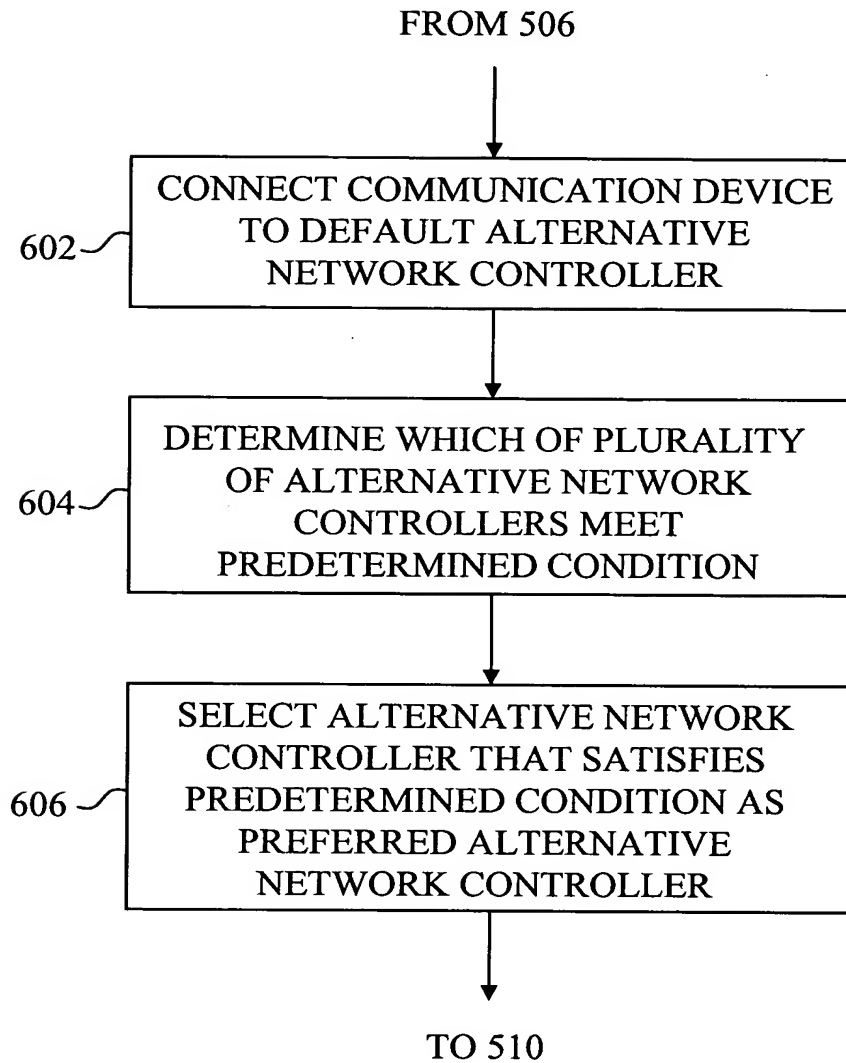 FROM 506
CONNECT COMMUNICATION DEVICE
TO DEFAULT ALTERNATIVE
NETWORK CONTROLLER
602
DETERMINE WHICH OF PLURALITY
OF ALTERNATIVE NETWORK
CONTROLLERS MEET
PREDETERMINED CONDITION
604
SELECT ALTERNATIVE NETWORK
CONTROLLER THAT SATISFIES
PREDETERMINED CONDITION AS
PREFERRED ALTERNATIVE
NETWORK CONTROLLER
606
TO 510